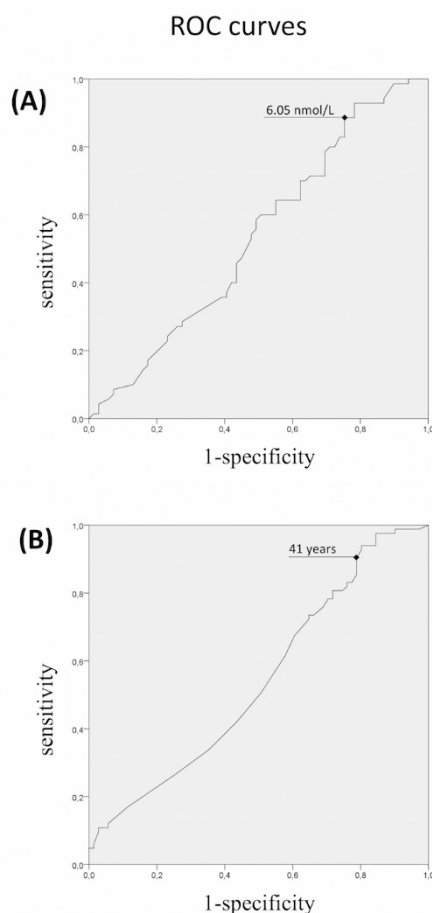 ROC curves
(A)
1,0
0,8
0,6
0,4
0,2
0,0
sensitivity
6.05 nmol/L
0,0 0,2 0,4 0,6 0,8 1,0
1-specificity
(B)
1,0
0,8
0,6
0,4
0,2
0,0
sensitivity
41 years
0,0 0,2 0,4 0,6 0,8 1,0
1-specificity